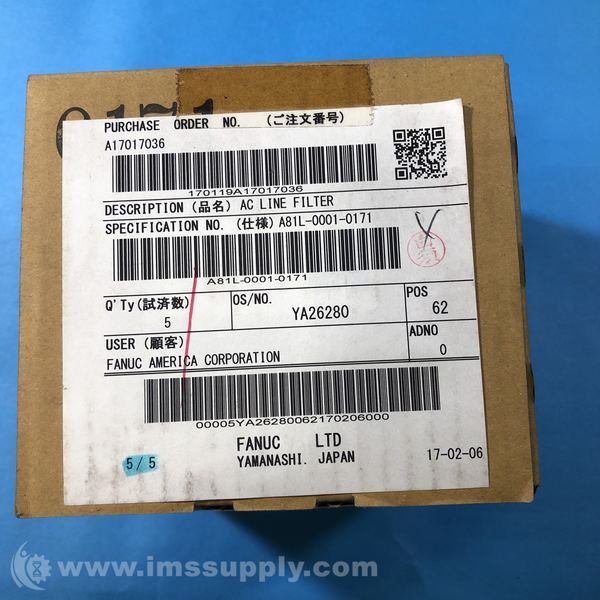 0171
PURCHASE ORDER NO. (ご注文番号)
A17017036
170119A17017036
DESCRIPTION (品名) AC LINE FILTER
SPECIFICATION NO. (仕様) A81L-0001-0171
A81L-0001-0171
Q'Ty(試済数) 5
OS/NO. YA26280
POS 62
USER (顧客)
FANUC AMERICA CORPORATION
ADNO 0
00005YA26280062170206000
FANUC LTD
YAMANASHI. JAPAN
5/5
17-02-06
www.imssupply.com